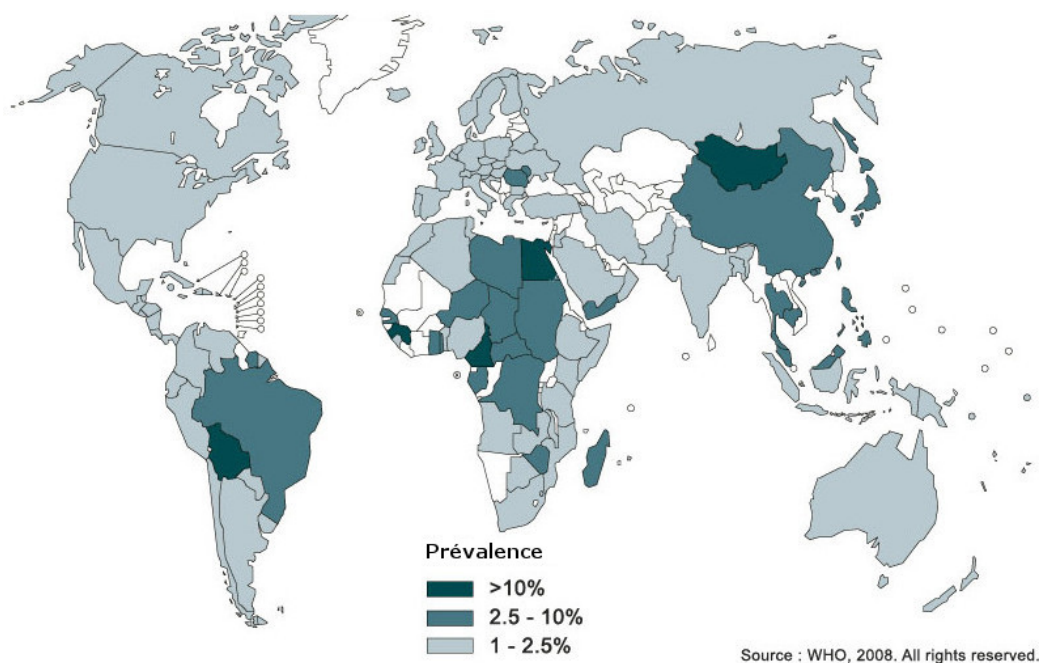 Prévalence
>10%
2.5 - 10%
1 - 2.5%
Source : WHO, 2008. All rights reserved.